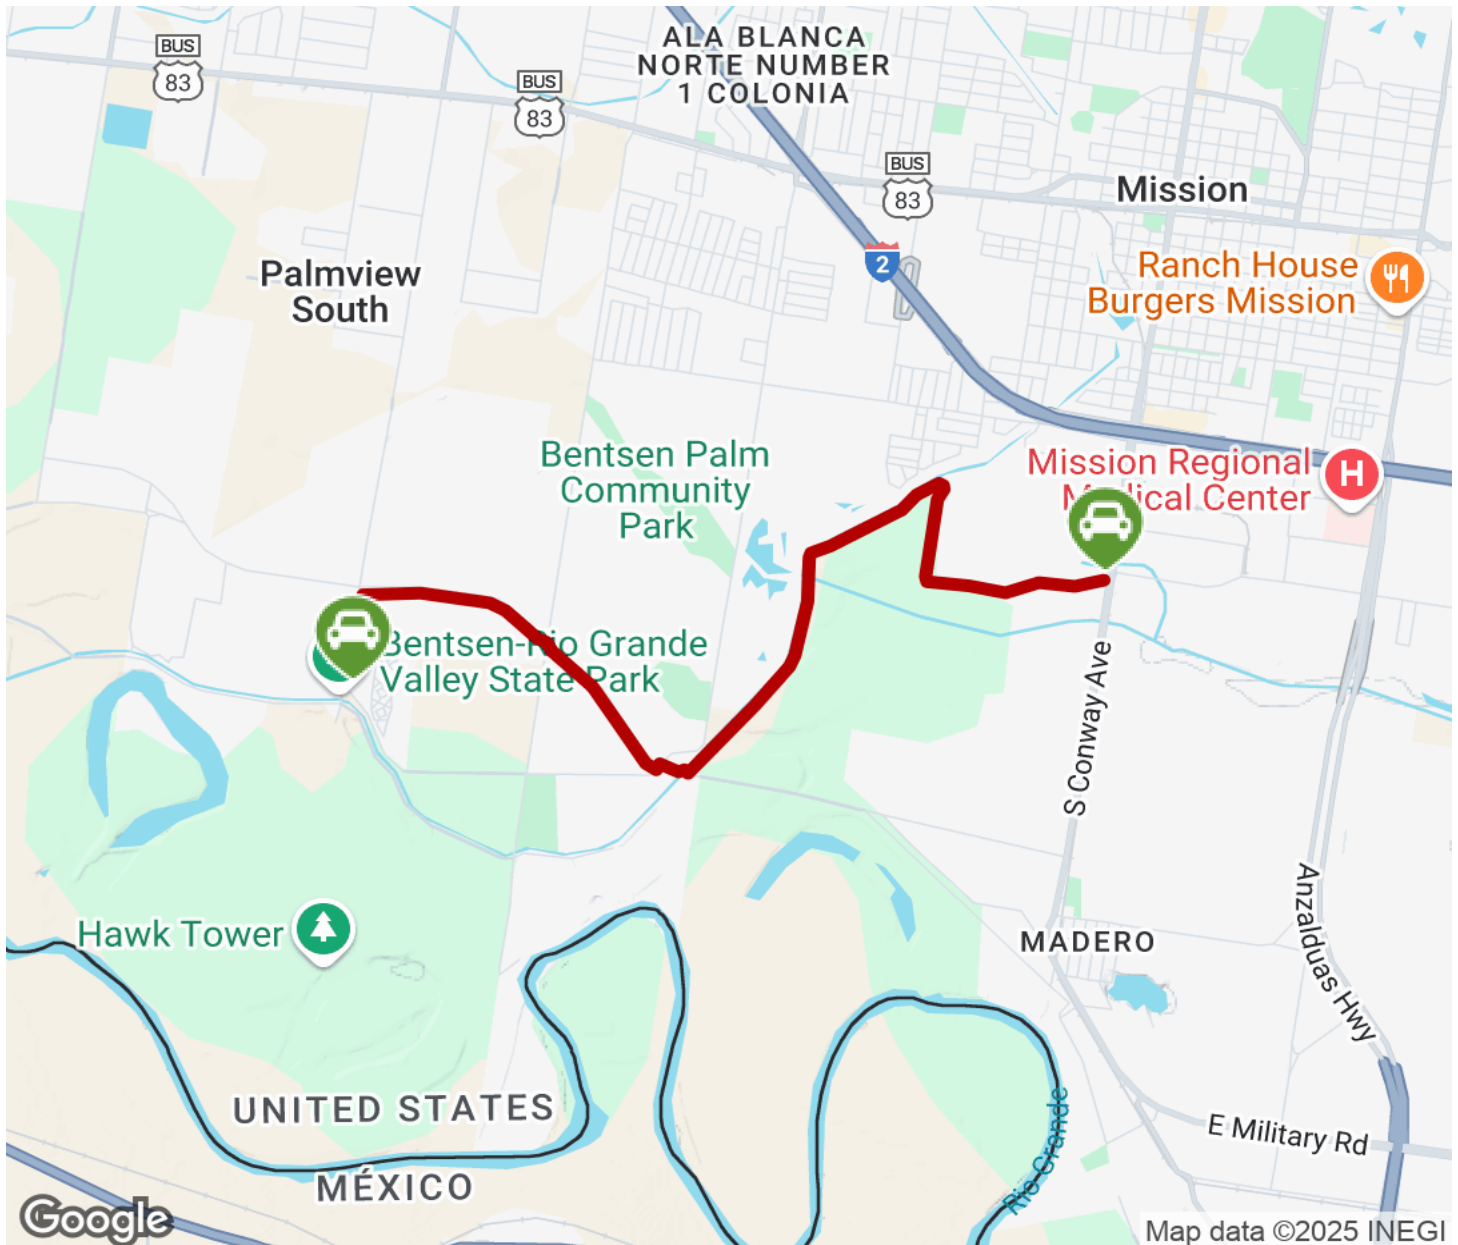 ALA BLANCA
NORTE NUMBER
1 COLONIA
BUS
83
BUS
83
BUS
83
Mission
2
Ranch House
Burgers Mission
Palmview
South
Bentsen Palm
Community
Park
Mission Regional
Medical Center
H
Bentsen-Rio Grande
Valley State Park
S Conway Ave
Hawk Tower
MADERO
Anzalduas Hwy
UNITED STATES
MÉXICO
Rio Grande
E Military Rd
Google
Map data ©2025 INEGI